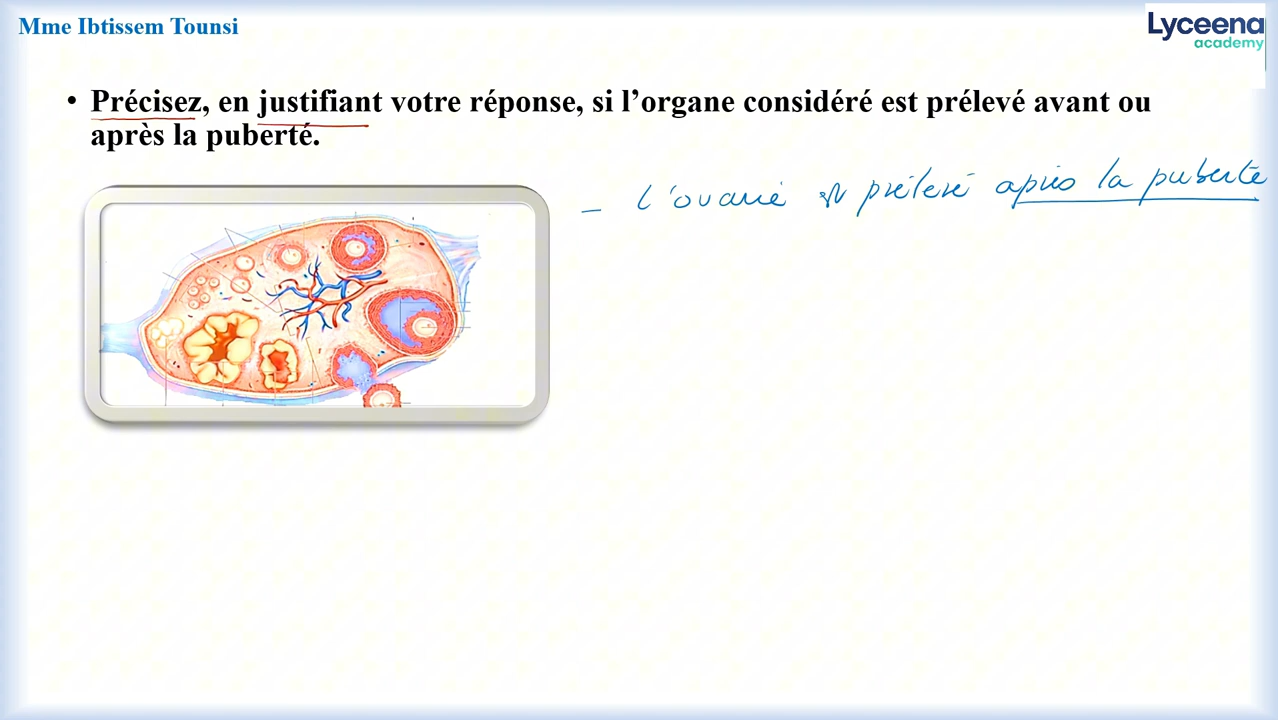 Mme Ibtissem Tounsi
Lyceena
academy
• Précisez, en justifiant votre réponse, si l’organe considéré est prélevé avant ou
après la puberté.
_ l'ovaire est prélevé après la puberté